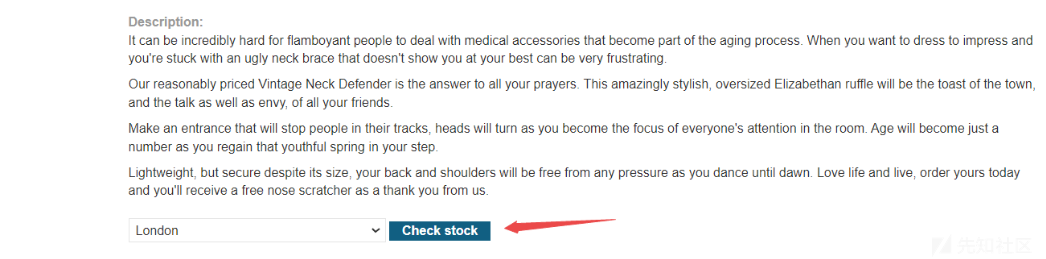 Description:
It can be incredibly hard for flamboyant people to deal with medical accessories that become part of the aging process. When you want to dress to impress and
you're stuck with an ugly neck brace that doesn't show you at your best can be very frustrating.
Our reasonably priced Vintage Neck Defender is the answer to all your prayers. This amazingly stylish, oversized Elizabethan ruffle will be the toast of the town,
and the talk as well as envy, of all your friends.
Make an entrance that will stop people in their tracks, heads will turn as you become the focus of everyone's attention in the room. Age will become just a
number as you regain that youthful spring in your step.
Lightweight, but secure despite its size, your back and shoulders will be free from any pressure as you dance until dawn. Love life and live, order yours today
and you'll receive a free nose scratcher as a thank you from us.
London Check stock
先知社区